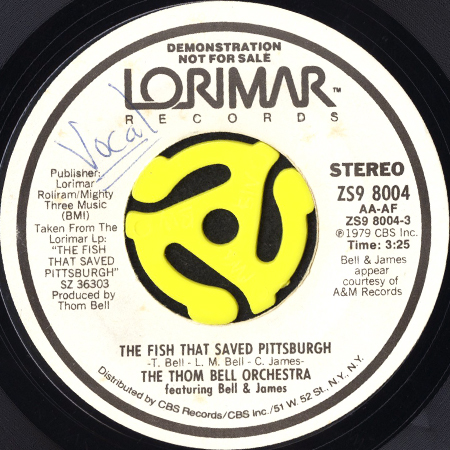 DEMONSTRATION
NOT FOR SALE
LORIMAR™
RECORDS
Vocal
Publisher:
Lorimar
Roliram/Mighty
Three Music
(BMI)
Taken From The
Lorimar Lp:
"THE FISH
THAT SAVED
PITTSBURGH"
SZ 36303
Produced by
Thom Bell
STEREO
ZS9 8004
AA-AF
ZS9 8004-3
℗1979 CBS Inc.
Time: 3:25
Bell & James
appear
courtesy of
A&M Records
THE FISH THAT SAVED PITTSBURGH
-T. Bell- L. M. Bell - C. James-
THE THOM BELL ORCHESTRA
featuring Bell & James
Distributed by CBS Records/CBS Inc./51 W. 52 St., N.Y., N.Y.